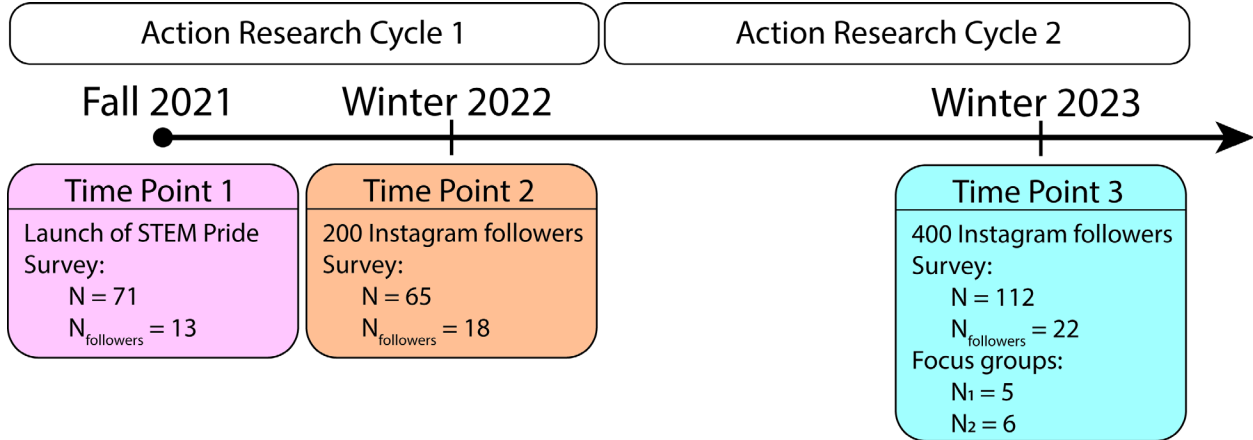 Action Research Cycle 1
Action Research Cycle 2
Fall 2021
Winter 2022
Winter 2023
Time Point 1
Launch of STEM Pride
Survey:
N = 71
Nfollowers = 13
Time Point 2
200 Instagram followers
Survey:
N = 65
Nfollowers = 18
Time Point 3
400 Instagram followers
Survey:
N = 112
Nfollowers = 22
Focus groups:
N₁ = 5
N₂ = 6